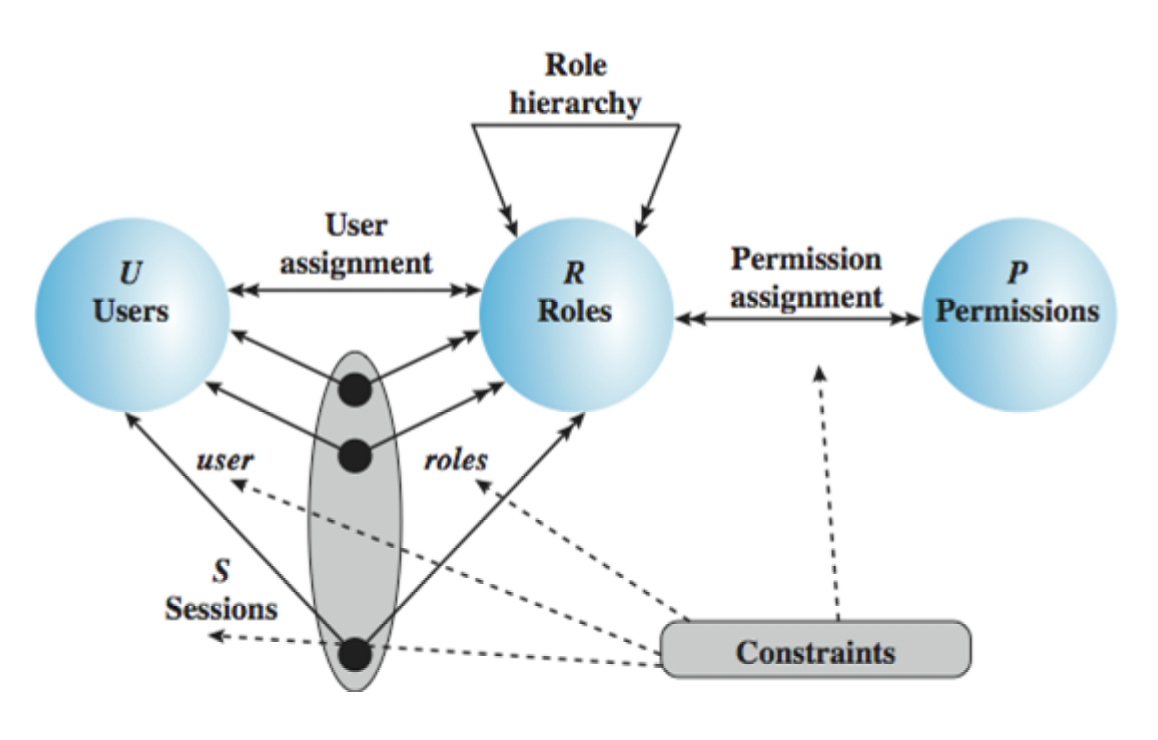 Role
hierarchy
User
assignment
U
Users
R
Roles
Permission
assignment
P
Permissions
user
roles
S
Sessions
Constraints